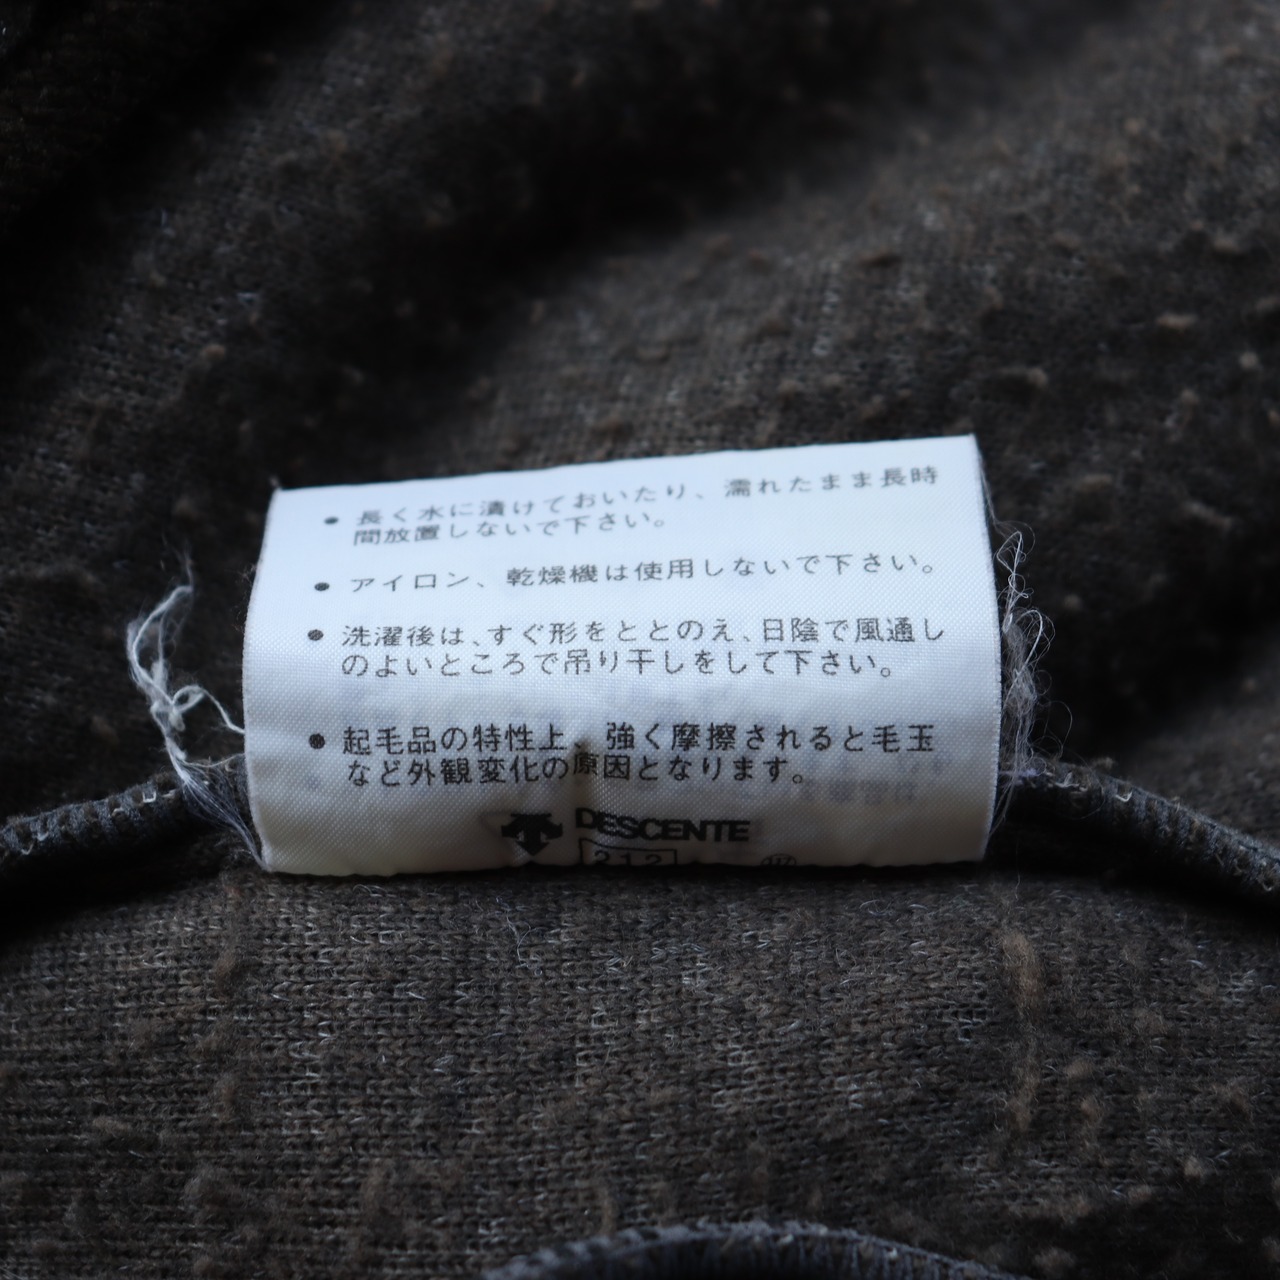 ● 長く水に漬けておいたり、濡れたまま長時
間放置しないで下さい。
● アイロン、乾燥機は使用しないで下さい。
● 洗濯後は、すぐ形をととのえ、日陰で風通し
のよいところで吊り干しをして下さい。
● 起毛品の特性上、強く摩擦されると毛玉
など外観変化の原因となります。
DESCENTE
212